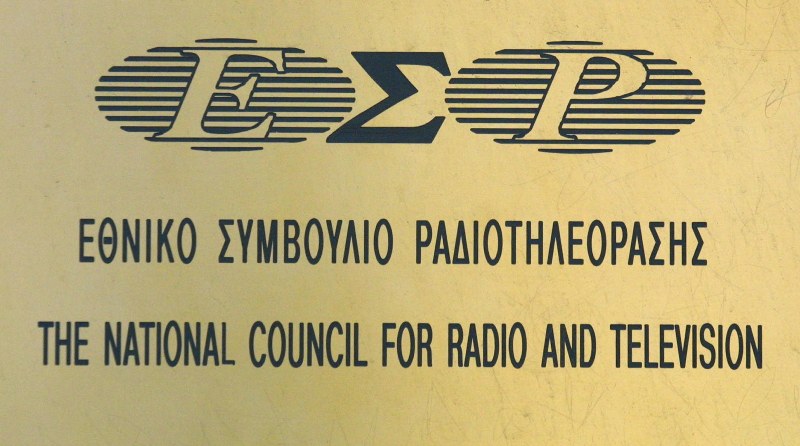 ΕΣΡ
ΕΘΝΙΚΟ ΣΥΜΒΟΥΛΙΟ ΡΑΔΙΟΤΗΛΕΟΡΑΣΗΣ
THE NATIONAL COUNCIL FOR RADIO AND TELEVISION